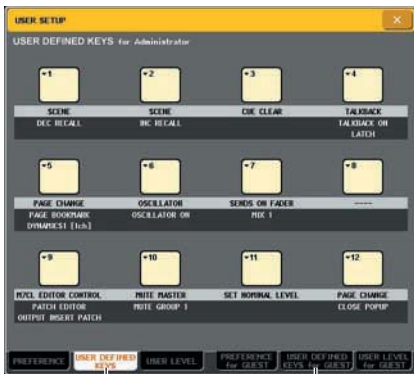 USER SETUP
USER DEFINED KEYS for Administrator
1
2
3
4
SCENE
SCENE
CUE CLEAR
TALKBACK
DEC RECALL
INC RECALL
TALKBACK ON
LATCH
5
6
7
8
PAGE CHANGE
OSCILLATOR
SENDS ON FADER
----
PAGE BOOKMARK
DYNAMICS1 [1ch]
OSCILLATOR ON
MIX 1
9
10
11
12
M7CL EDITOR CONTROL
MUTE MASTER
SET NOMINAL LEVEL
PAGE CHANGE
PATCH EDITOR
OUTPUT INSERT PATCH
MUTE GROUP 1
CLOSE POPUP
PREFERENCE
USER DEFINED
KEYS
USER LEVEL
PREFERENCE
for GUEST
USER DEFINED
KEYS for GUEST
USER LEVEL
for GUEST